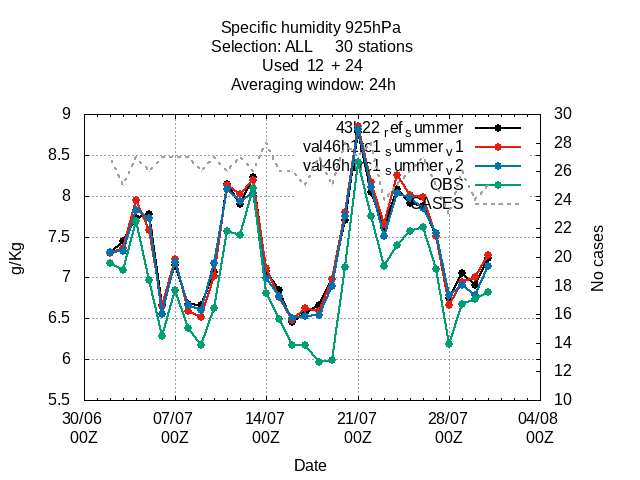 Specific humidity 925hPa
Selection: ALL 30 stations
Used 12 + 24
Averaging window: 24h
9
8.5
8
7.5
7
6.5
6
5.5
g/Kg
30
28
26
24
22
20
18
16
14
12
10
No cases
43h22refsummer
OBS
30/06 07/07 14/07 21/07 28/07 04/08
00Z 00Z 00Z 00Z 00Z 00Z
Date